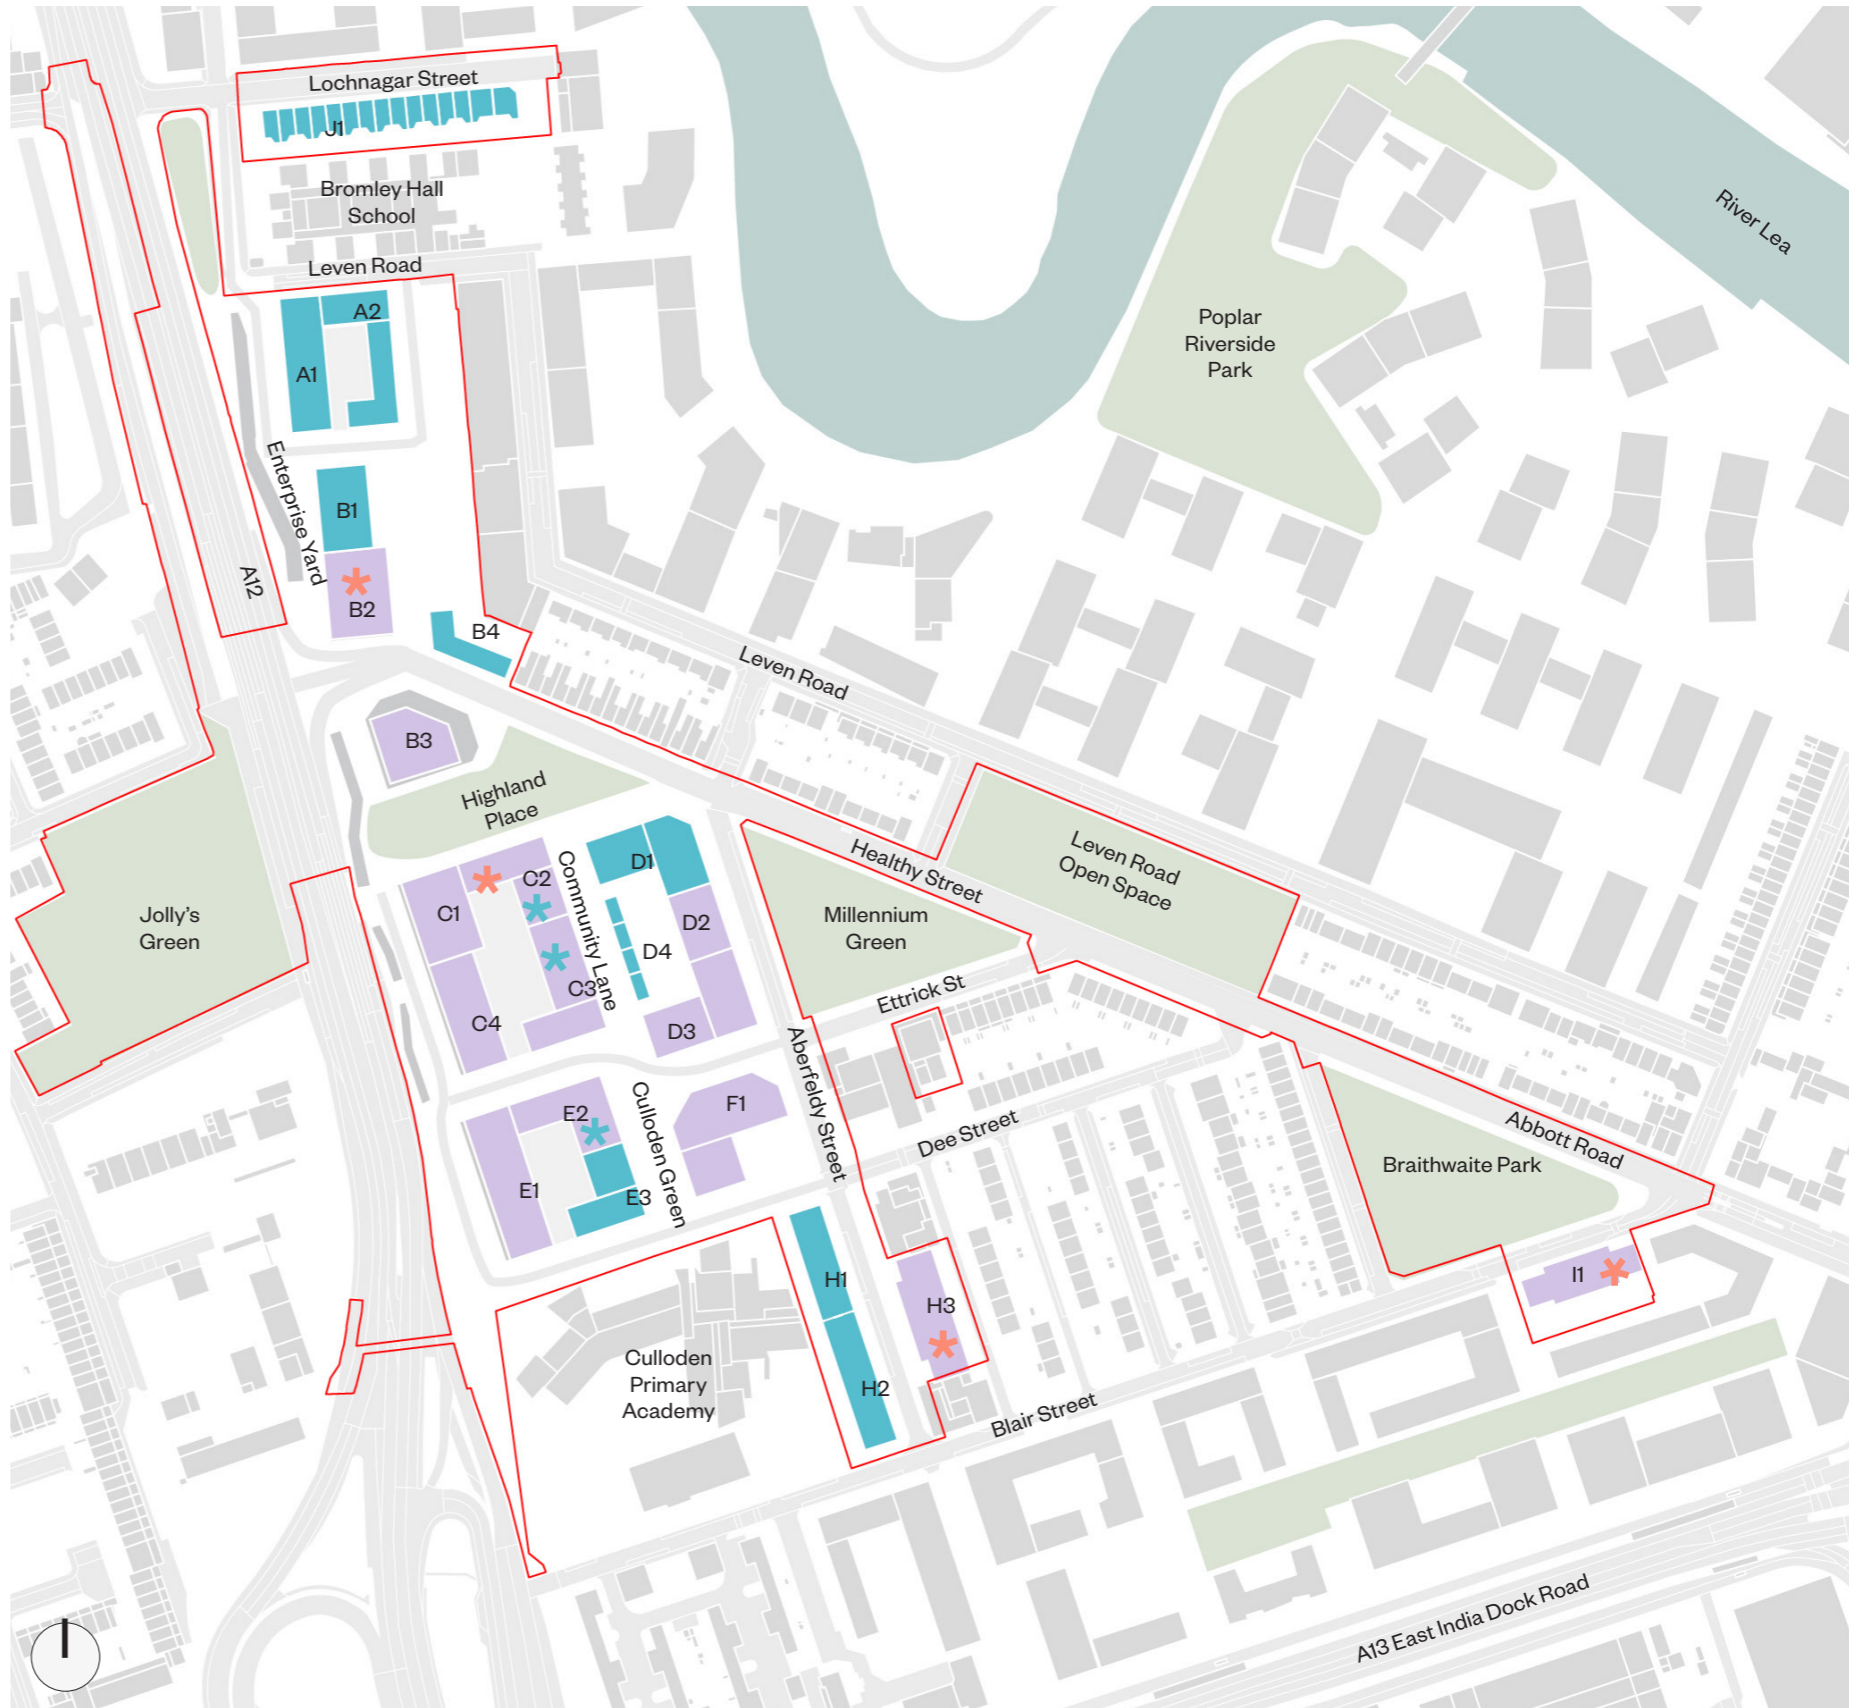 Lochnagar Street
J1
Bromley Hall
School
Leven Road
River Lea
A2
A1
Poplar
Riverside
Park
Enterprise Yard
B1
A12
B2
B4
Leven Road
B3
Highland
Place
Healthy Street
Leven Road
Open Space
Community Lane
D1
C2
C1
D2
D4
C3
C4
D3
Jolly's
Green
Millennium
Green
Ettrick St
Aberfeldy Street
E2
F1
Culloden Green
Dee Street
E1
E3
Abbott Road
Braithwaite Park
H1
H3
I1
H2
Culloden
Primary
Academy
Blair Street
A13 East India Dock Road